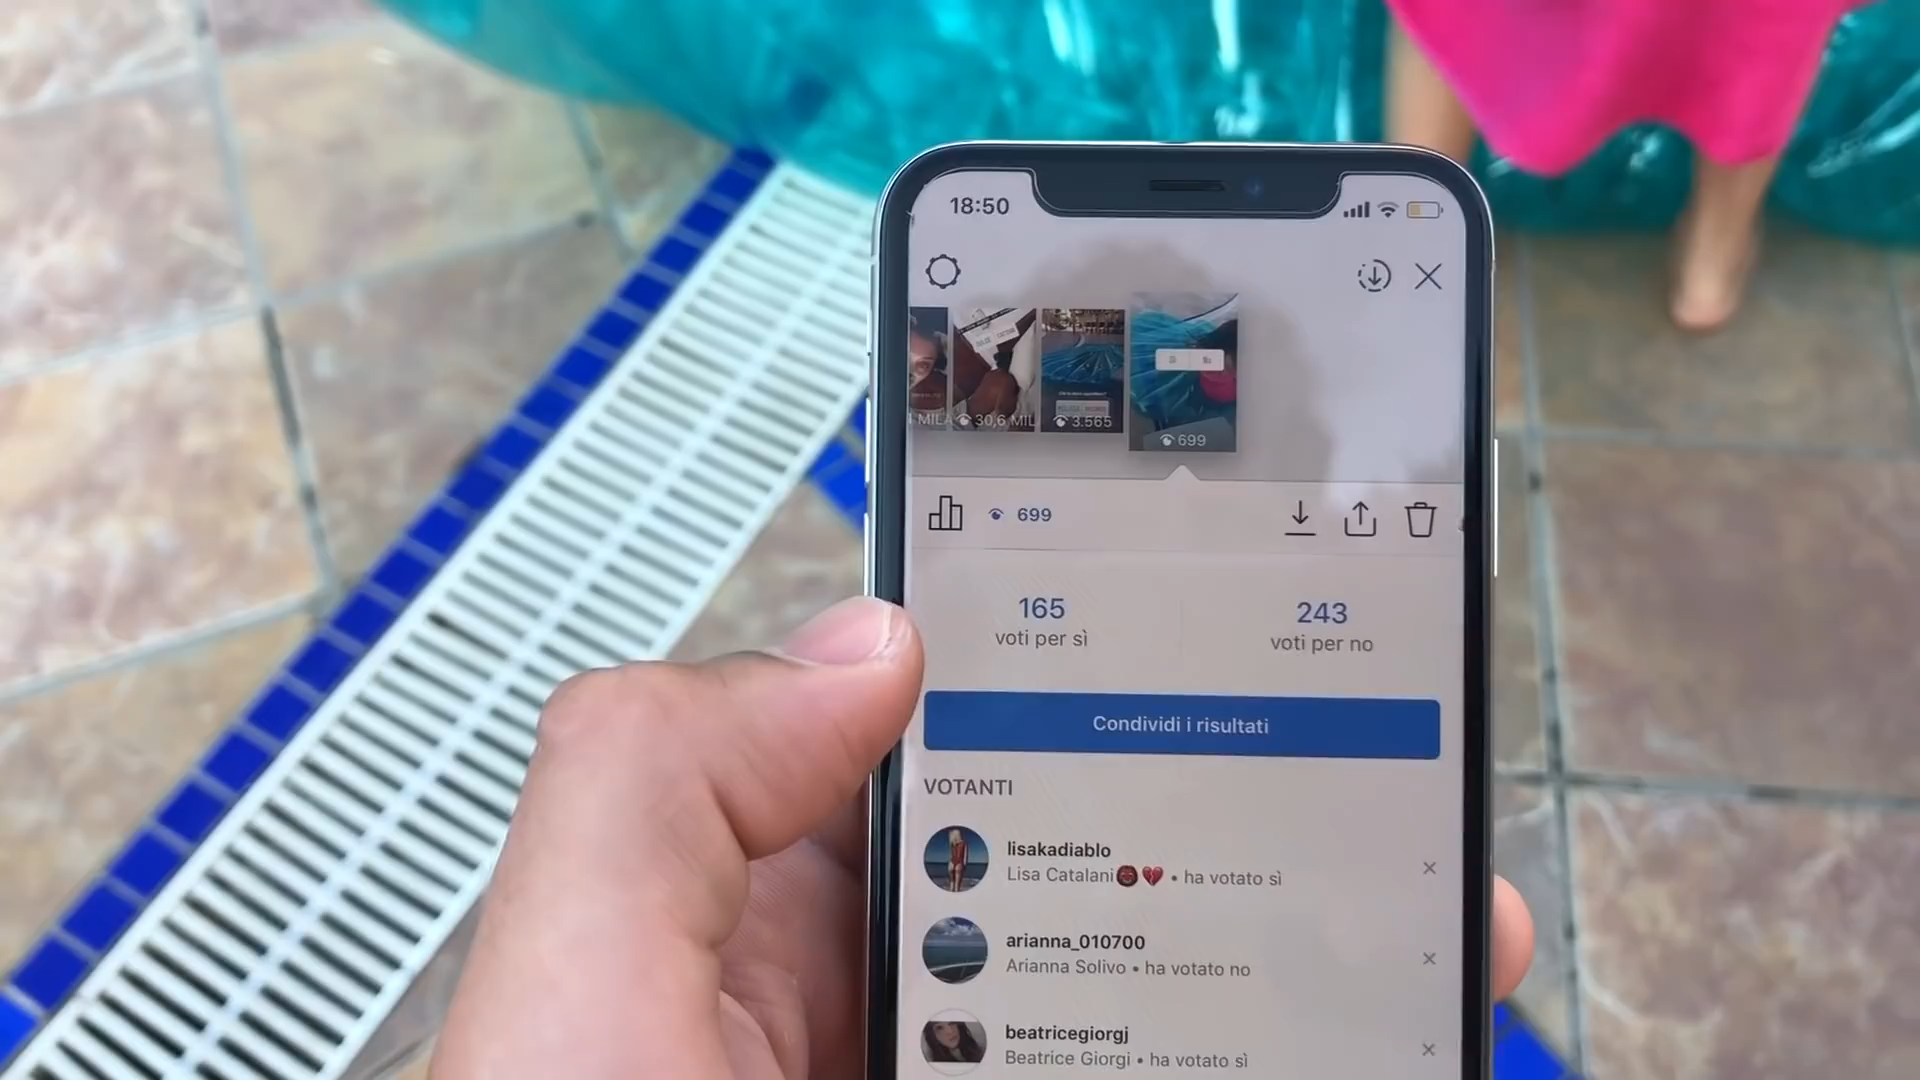 18:50
MILA 30,6 MIL 3.565
699
699
165 243
voti per sì voti per no
Condividi i risultati
VOTANTI
lisakadiablo
Lisa Catalani • ha votato sì
arianna_010700
Arianna Solivo • ha votato no
beatricegiorgj
Beatrice Giorgi • ha votato sì